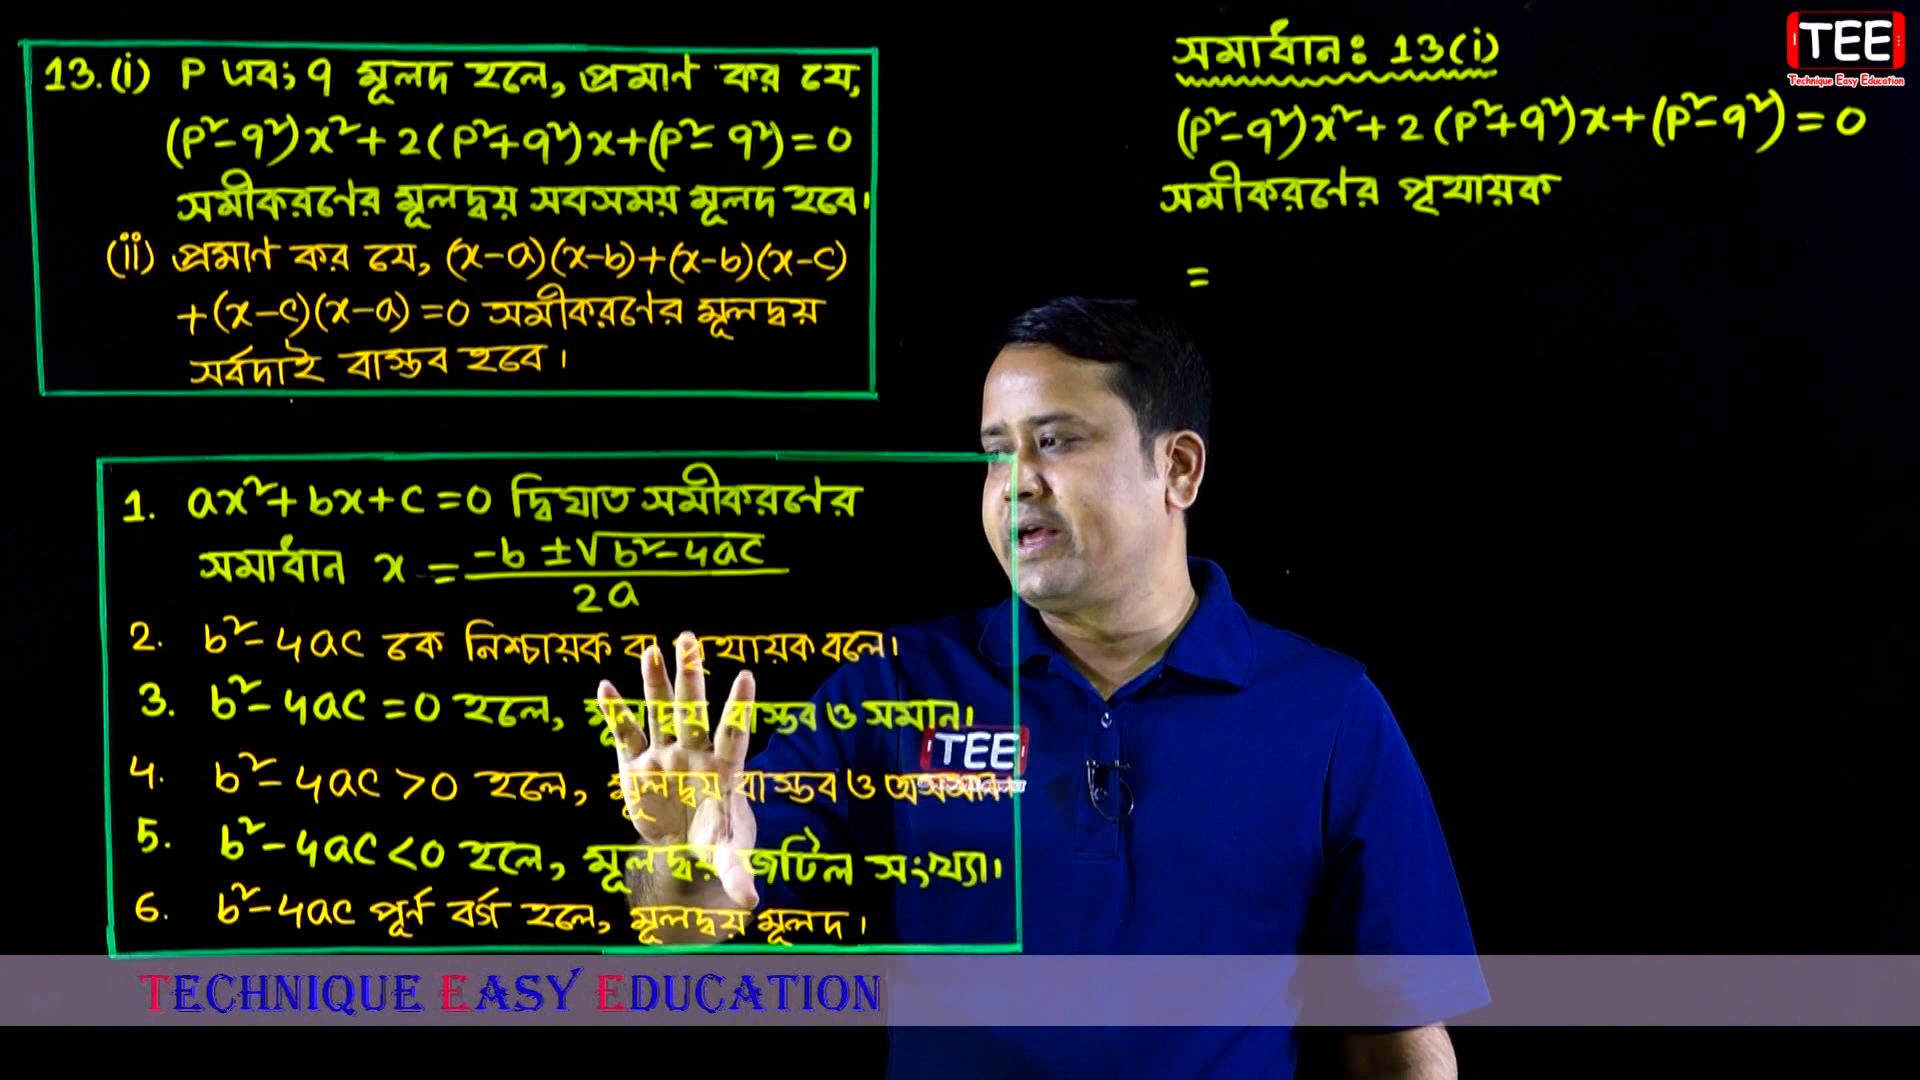 13.(i) P এবং q মূলদ হলে, প্রমাণ কর যে,
(P²-q²)x²+2(P²+q²)x+(P²-q²)=0
সমীকরণের মূলদ্বয় সবসময় মূলদ হবে।
(ii) প্রমাণ কর যে, (x-a)(x-b)+(x-b)(x-c)
+(x-c)(x-a)=0 সমীকরণের মূলদ্বয়
সর্বদাই বাস্তব হবে।
1. ax²+bx+c=0 দ্বিঘাত সমীকরণের
সমাধান x = (-b ± √(b²-4ac))/2a
2. b²-4ac কে নিশ্চায়ক বা পৃথায়ক বলে।
3. b²-4ac=0 হলে, মূলদ্বয় বাস্তব ও সমান।
4. b²-4ac>0 হলে, মূলদ্বয় বাস্তব ও অসমান।
5. b²-4ac<0 হলে, মূলদ্বয় জটিল সংখ্যা।
6. b²-4ac পূর্ন বর্গ হলে, মূলদ্বয় মূলদ।
সমাধান: 13(i)
(P²-q²)x²+2(P²+q²)x+(P²-q²)=0
সমীকরণের পৃথায়ক
=
TEE
Technique Easy Education
TEE
TECHNIQUE EASY EDUCATION